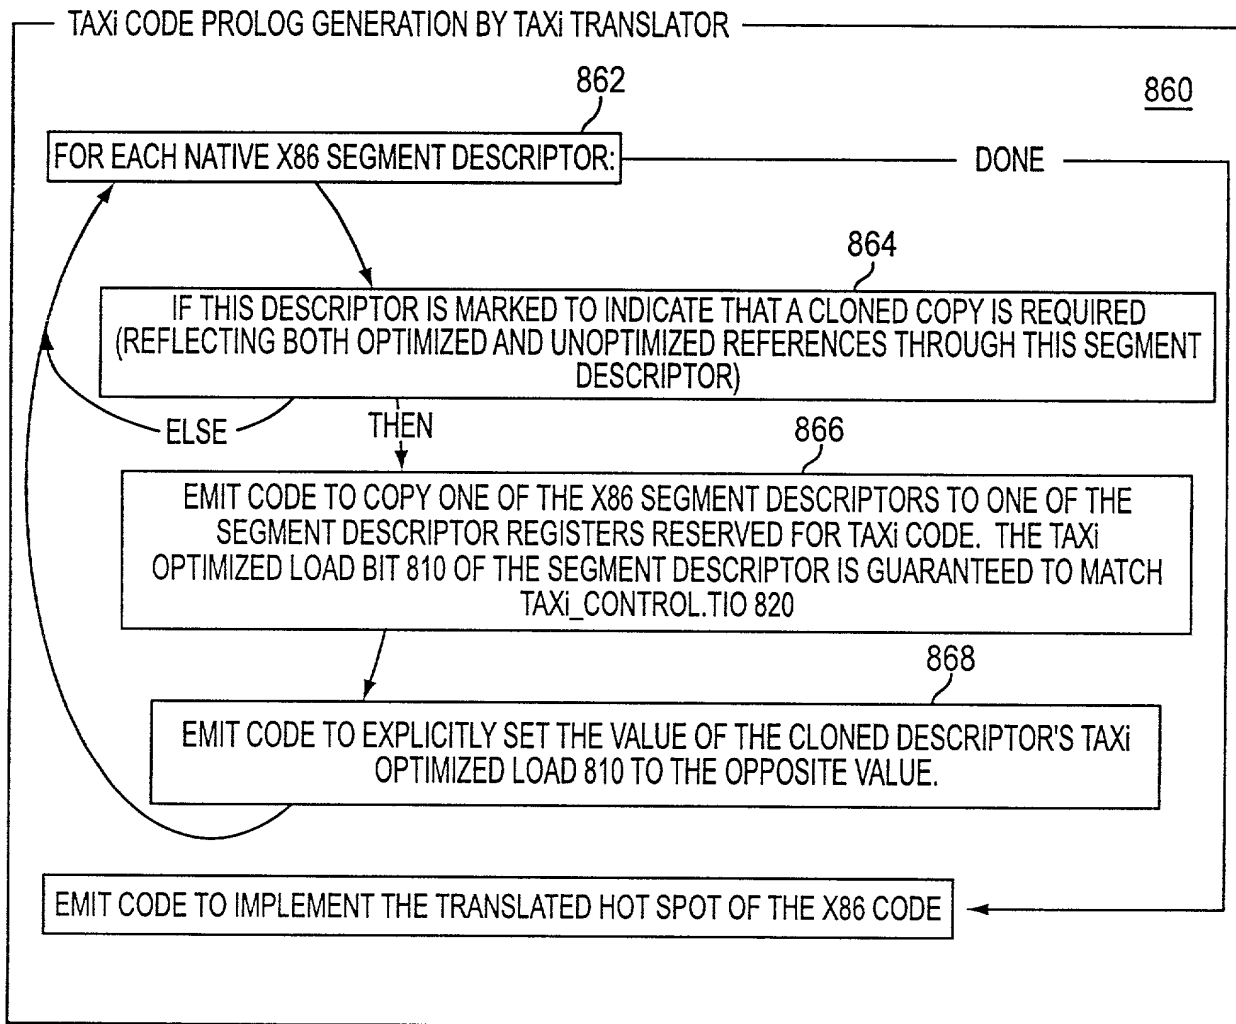 TAXi CODE PROLOG GENERATION BY TAXi TRANSLATOR
862
860
FOR EACH NATIVE X86 SEGMENT DESCRIPTOR:
DONE
864
IF THIS DESCRIPTOR IS MARKED TO INDICATE THAT A CLONED COPY IS REQUIRED
(REFLECTING BOTH OPTIMIZED AND UNOPTIMIZED REFERENCES THROUGH THIS SEGMENT
DESCRIPTOR)
ELSE
THEN
866
EMIT CODE TO COPY ONE OF THE X86 SEGMENT DESCRIPTORS TO ONE OF THE
SEGMENT DESCRIPTOR REGISTERS RESERVED FOR TAXi CODE. THE TAXi
OPTIMIZED LOAD BIT 810 OF THE SEGMENT DESCRIPTOR IS GUARANTEED TO MATCH
TAXi_CONTROL.TIO 820
868
EMIT CODE TO EXPLICITLY SET THE VALUE OF THE CLONED DESCRIPTOR'S TAXi
OPTIMIZED LOAD 810 TO THE OPPOSITE VALUE.
EMIT CODE TO IMPLEMENT THE TRANSLATED HOT SPOT OF THE X86 CODE